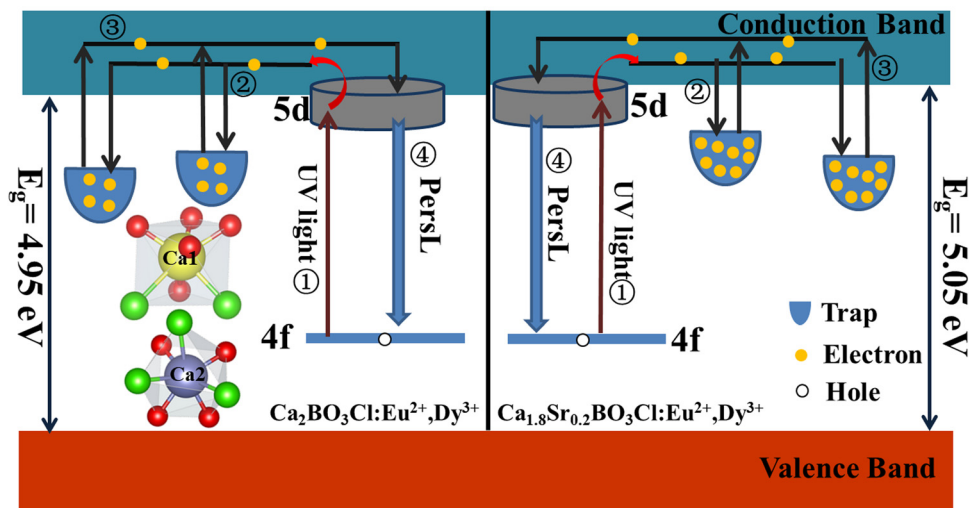 Conduction Band
③
③
②
②
5d
5d
E_g= 4.95 eV
UV light ①
④ PersL
④ PersL
UV light ①
E_g= 5.05 eV
Ca1
Ca2
4f
4f
Trap
Electron
Hole
Ca₂BO₃Cl:Eu²⁺,Dy³⁺
Ca₁.₈Sr₀.₂BO₃Cl:Eu²⁺,Dy³⁺
Valence Band